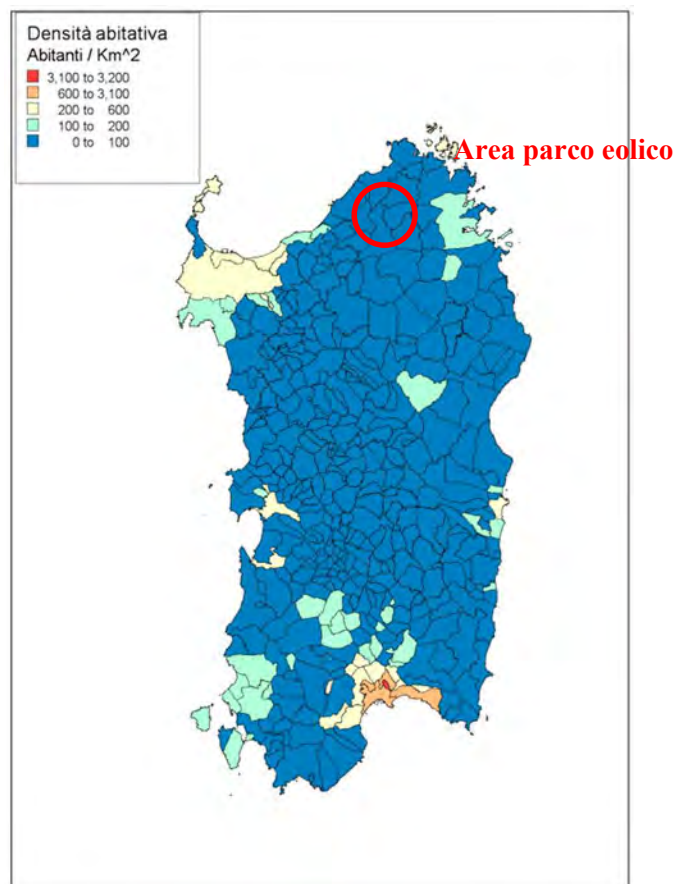 Densità abitativa
Abitanti / Km^2
3,100 to 3,200
600 to 3,100
200 to 600
100 to 200
0 to 100
Area parco eolico